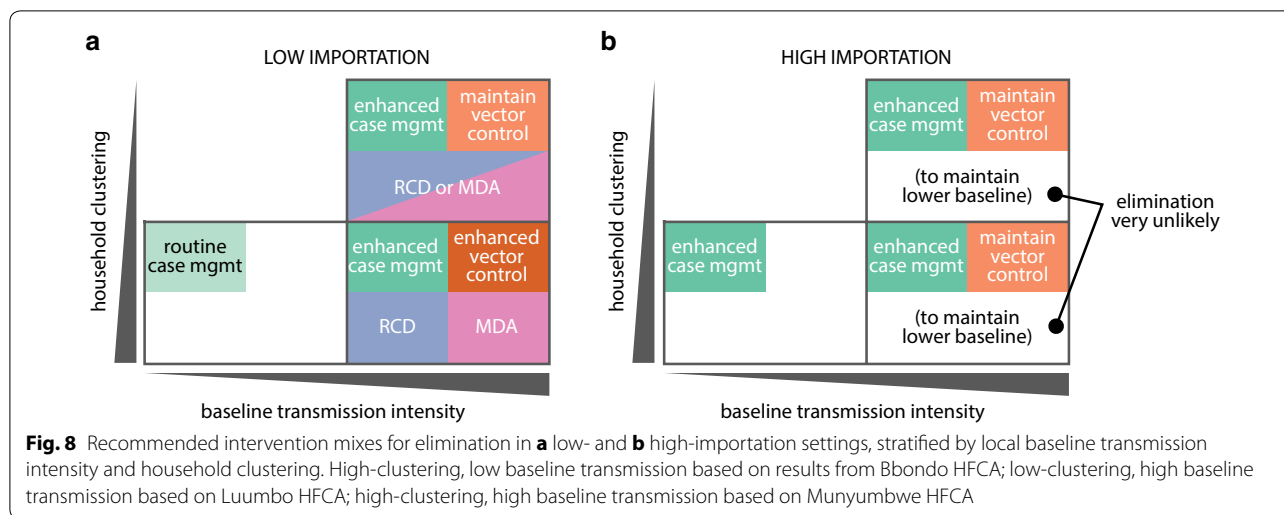 a
LOW IMPORTATION
household clustering
enhanced
case mgmt
maintain
vector
control
RCD or MDA
routine
case mgmt
enhanced
case mgmt
enhanced
vector
control
RCD
MDA
baseline transmission intensity
b
HIGH IMPORTATION
household clustering
enhanced
case mgmt
maintain
vector
control
(to maintain
lower baseline)
elimination
very unlikely
enhanced
case mgmt
enhanced
case mgmt
maintain
vector
control
(to maintain
lower baseline)
baseline transmission intensity
Fig. 8 Recommended intervention mixes for elimination in a low- and b high-importation settings, stratified by local baseline transmission
intensity and household clustering. High-clustering, low baseline transmission based on results from Bbondo HFCA; low-clustering, high baseline
transmission based on Luumbo HFCA; high-clustering, high baseline transmission based on Munyumbwe HFCA